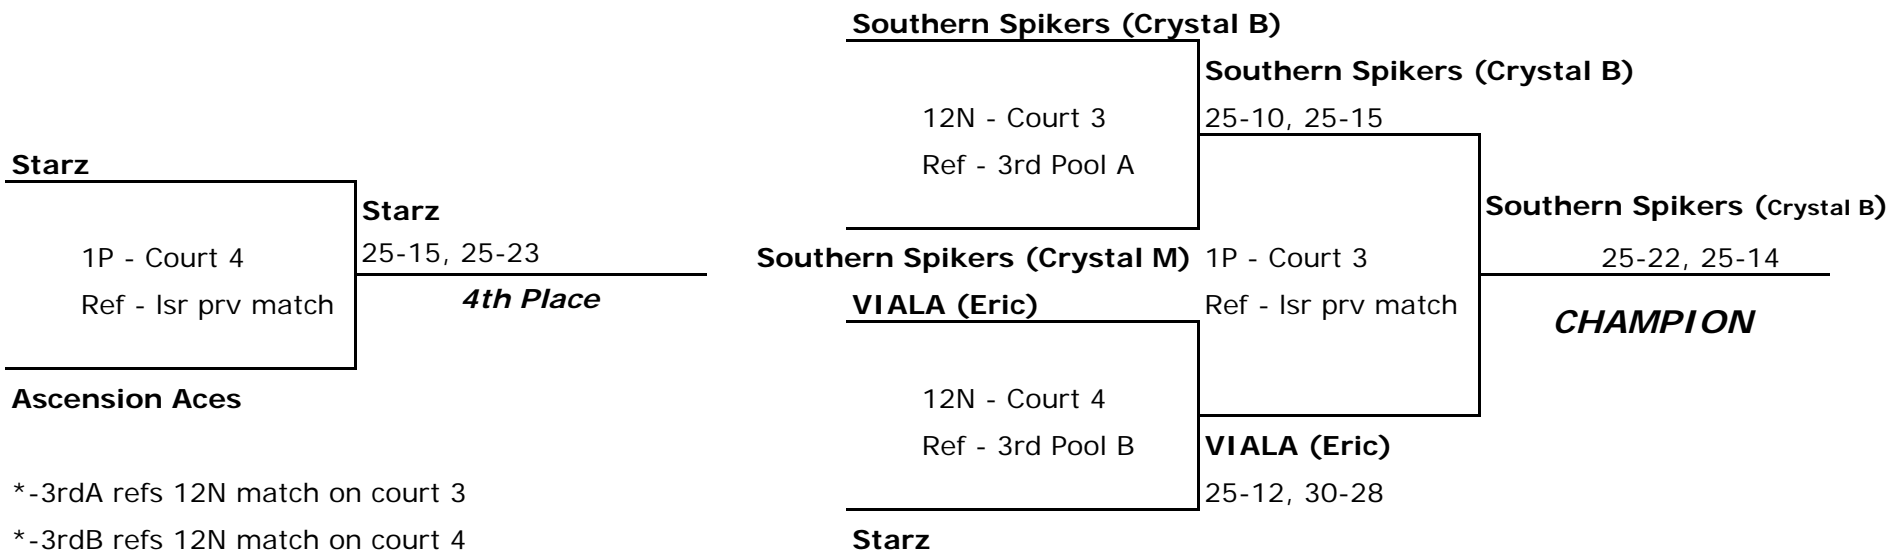 Southern Spikers (Crystal B)
Southern Spikers (Crystal B)
12N - Court 3
25-10, 25-15
Starz
Ref - 3rd Pool A
Starz
Southern Spikers (Crystal B)
1P - Court 4
25-15, 25-23
Southern Spikers (Crystal M)
1P - Court 3
25-22, 25-14
Ref - lsr prv match
4th Place
VIALA (Eric)
Ref - lsr prv match
CHAMPION
Ascension Aces
12N - Court 4
Ref - 3rd Pool B
VIALA (Eric)
*-3rdA refs 12N match on court 3
25-12, 30-28
*-3rdB refs 12N match on court 4
Starz